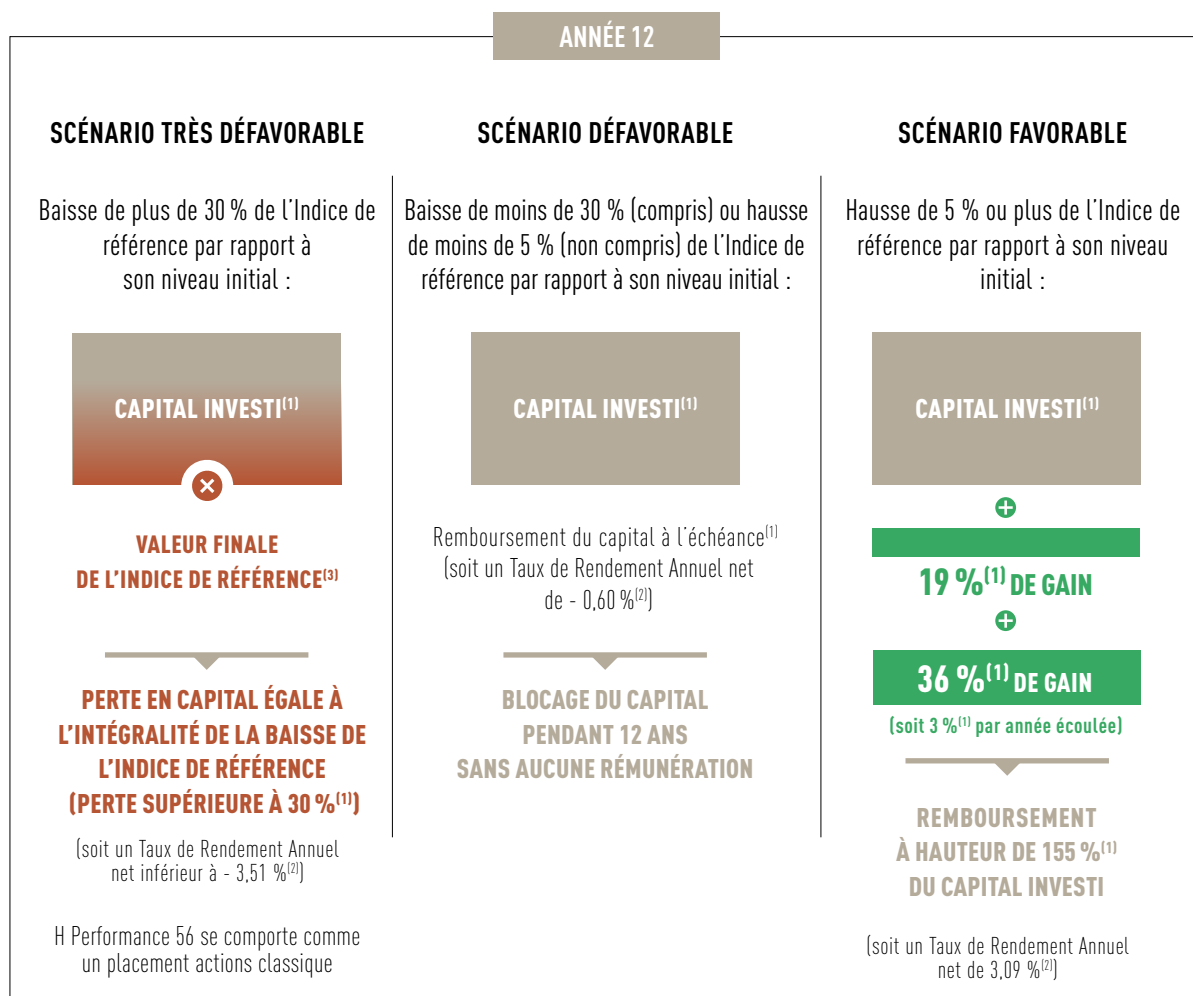 ANNÉE 12
SCÉNARIO TRÈS DÉFAVORABLE
Baisse de plus de 30 % de l'Indice de
référence par rapport à
son niveau initial :
CAPITAL INVESTI(1)
VALEUR FINALE
DE L'INDICE DE RÉFÉRENCE(3)
PERTE EN CAPITAL ÉGALE À
L'INTÉGRALITÉ DE LA BAISSE DE
L'INDICE DE RÉFÉRENCE
(PERTE SUPÉRIEURE À 30 %(1))
(soit un Taux de Rendement Annuel
net inférieur à - 3,51 %(2))
H Performance 56 se comporte comme
un placement actions classique
SCÉNARIO DÉFAVORABLE
Baisse de moins de 30 % (compris) ou hausse
de moins de 5 % (non compris) de l'Indice de
référence par rapport à son niveau initial :
CAPITAL INVESTI(1)
Remboursement du capital à l'échéance(1)
(soit un Taux de Rendement Annuel net
de - 0,60 %(2))
BLOCAGE DU CAPITAL
PENDANT 12 ANS
SANS AUCUNE RÉMUNÉRATION
SCÉNARIO FAVORABLE
Hausse de 5 % ou plus de l'Indice de
référence par rapport à son niveau
initial :
CAPITAL INVESTI(1)
19 %(1) DE GAIN
36 %(1) DE GAIN
(soit 3 %(1) par année écoulée)
REMBOURSEMENT
À HAUTEUR DE 155 %(1)
DU CAPITAL INVESTI
(soit un Taux de Rendement Annuel
net de 3,09 %(2))